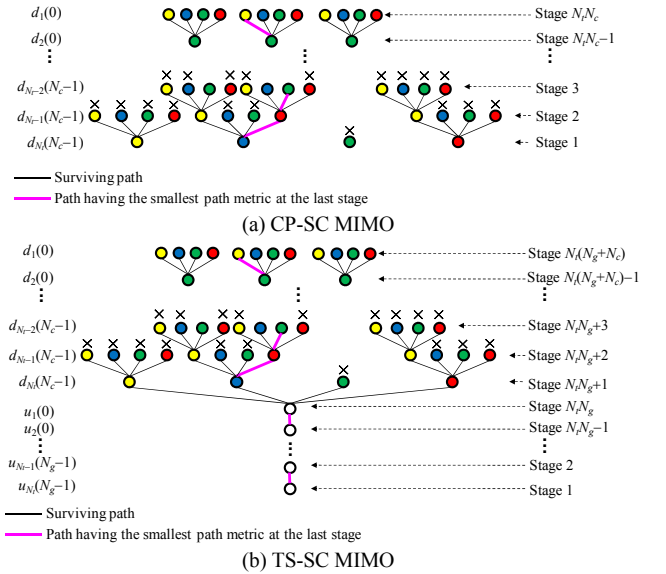 d1(0) Stage NtNc
d2(0) Stage NtNc−1
dNt−2(Nc−1) Stage 3
dNt−1(Nc−1) Stage 2
dNt(Nc−1) Stage 1
Surviving path
Path having the smallest path metric at the last stage
(a) CP-SC MIMO
d1(0) Stage Nt(Ng+Nc)
d2(0) Stage Nt(Ng+Nc)−1
dNt−2(Nc−1) Stage NtNg+3
dNt−1(Nc−1) Stage NtNg+2
dNt(Nc−1) Stage NtNg+1
u1(0) Stage NtNg
u2(0) Stage NtNg−1
uNt−1(Ng−1) Stage 2
uNt(Ng−1) Stage 1
Surviving path
Path having the smallest path metric at the last stage
(b) TS-SC MIMO